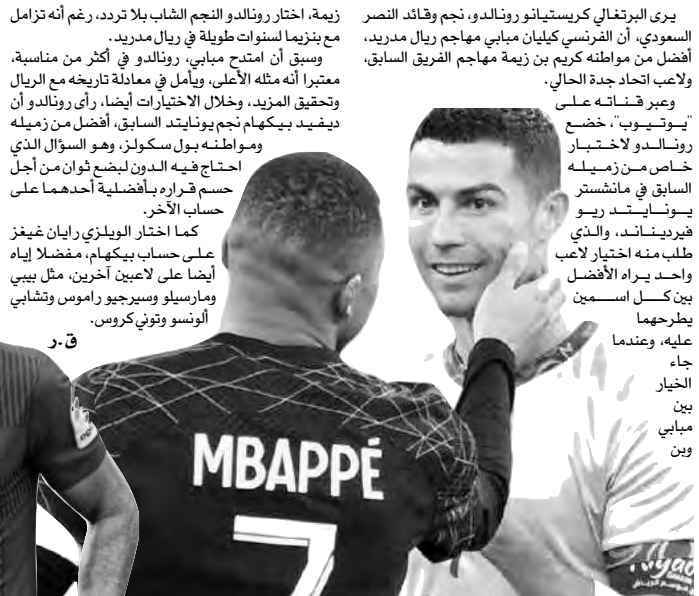 يرى البرتغالي كريستيانو رونالدو، نجم وقائد النصر
السعودي، أن الفرنسي كيليان مبابي مهاجم ريال مدريد،
أفضل من مواطنه كريم بن زيمة مهاجم الفريق السابق،
ولاعب اتحاد جدة الحالي.
وعبر قناته على
"يوتيوب"، خضع
رونالدو لاختبار
خاص من زميله
السابق في مانشستر
يونايتد ريو
فيرديناند، والذي
طلب منه اختيار لاعب
واحد يراه الأفضل
بين كل اسمين
يطرحهما
عليه، وعندما
جاء
الخيار
بين
مبابي
وبن
زيمة، اختار رونالدو النجم الشاب بلا تردد، رغم أنه تزامل
مع بنزيما لسنوات طويلة في ريال مدريد.
وسبق أن امتدح مبابي، رونالدو في أكثر من مناسبة،
معتبرا أنه مثله الأعلى، ويأمل في معادلة تاريخه مع الريال
وتحقيق المزيد، وخلال الاختيارات أيضا، رأى رونالدو أن
ديفيد بيكهام نجم يونايتد السابق، أفضل من زميله
ومواطنه بول سكولز، وهو السؤال الذي
احتاج فيه الدون لبضع ثوان من أجل
حسم قراره بأفضلية أحدهما على
حساب الآخر.
كما اختار الويلزي رايان غيغز
على حساب بيكهام، مفضلا إياه
أيضا على لاعبين آخرين، مثل بيبي
ومارسيلو وسيرجيو راموس وتشابي
ألونسو وتوني كروس.
ق.ر
MBAPPÉ
7
Riyad
موسم الرياض